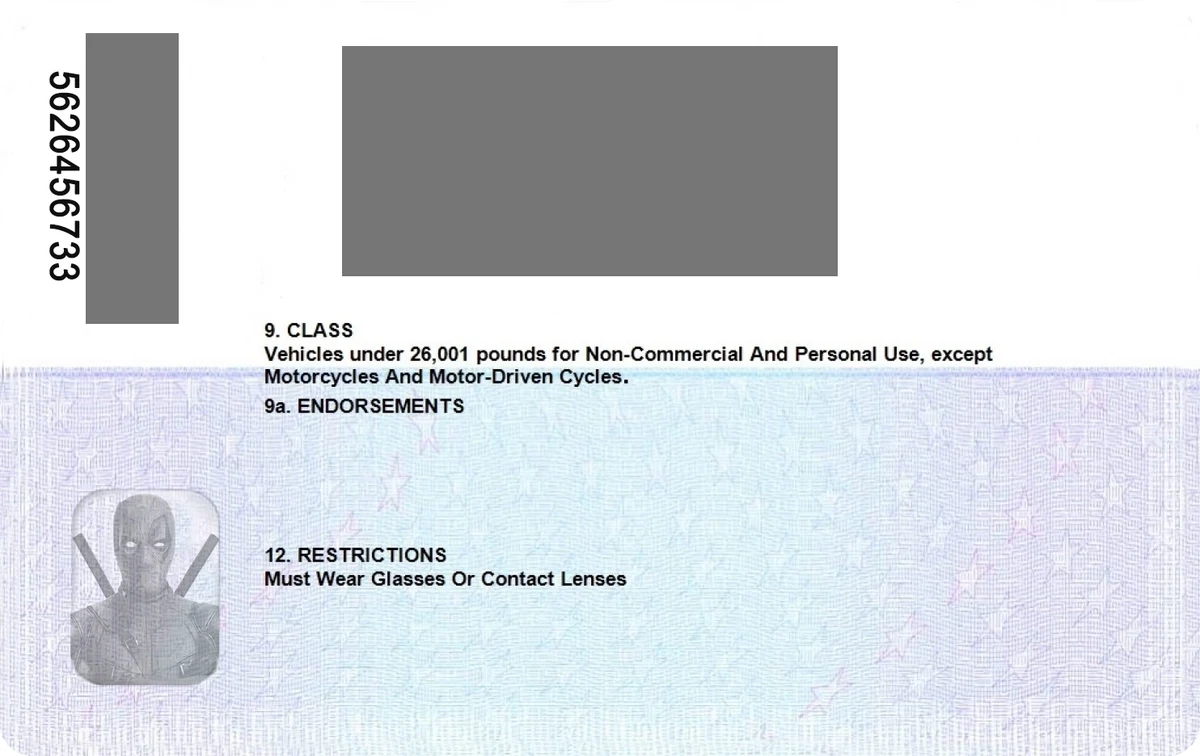 5626456733
9. CLASS
Vehicles under 26,001 pounds for Non-Commercial And Personal Use, except
Motorcycles And Motor-Driven Cycles.
9a. ENDORSEMENTS
12. RESTRICTIONS
Must Wear Glasses Or Contact Lenses